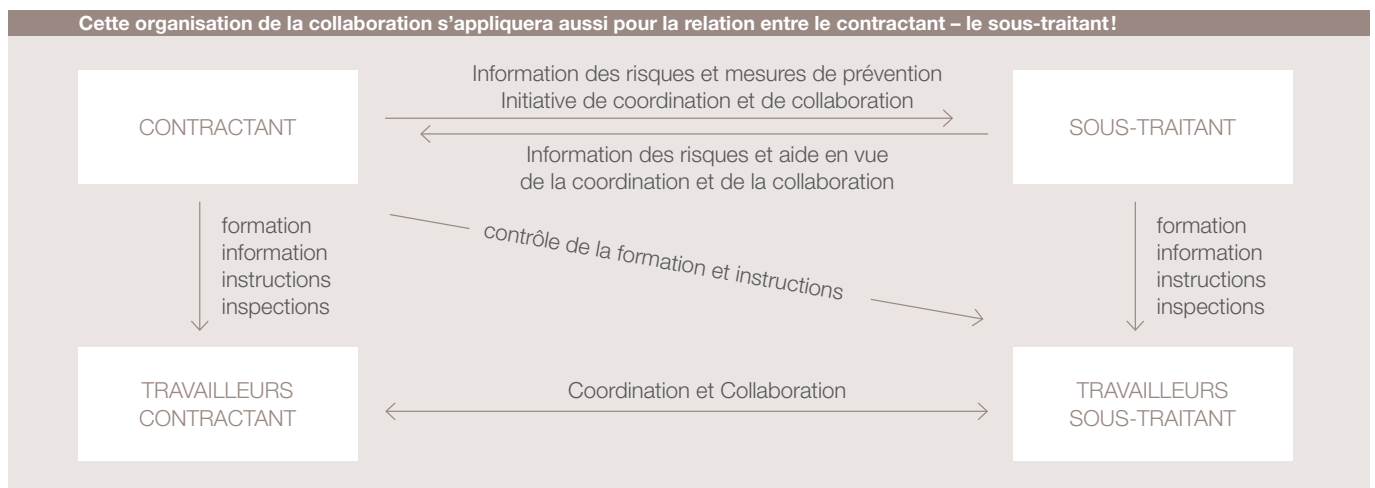 Cette organisation de la collaboration s'appliquera aussi pour la relation entre le contractant – le sous-traitant!
Information des risques et mesures de prévention
Initiative de coordination et de collaboration
CONTRACTANT
SOUS-TRAITANT
Information des risques et aide en vue
de la coordination et de la collaboration
formation
information
instructions
inspections
contrôle de la formation et instructions
formation
information
instructions
inspections
TRAVAILLEURS
CONTRACTANT
Coordination et Collaboration
TRAVAILLEURS
SOUS-TRAITANT